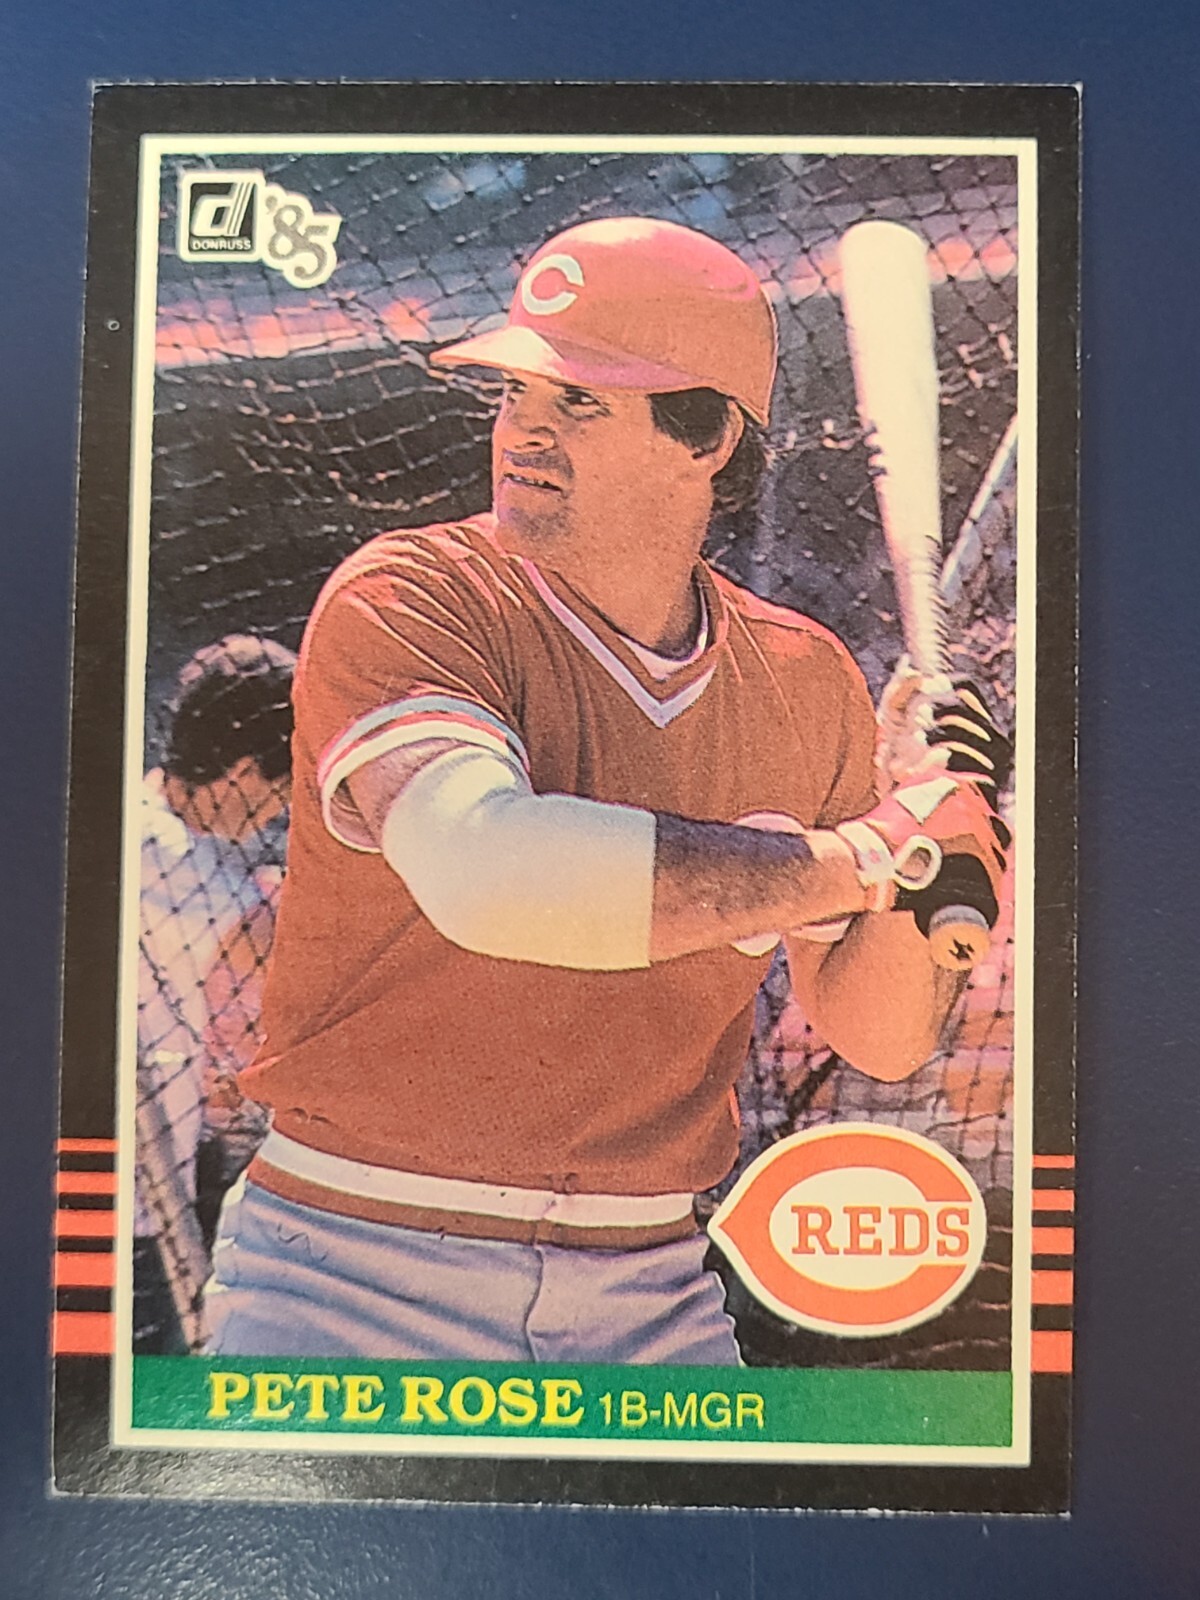 d '85
DONRUSS
C
REDS
PETE ROSE 1B-MGR